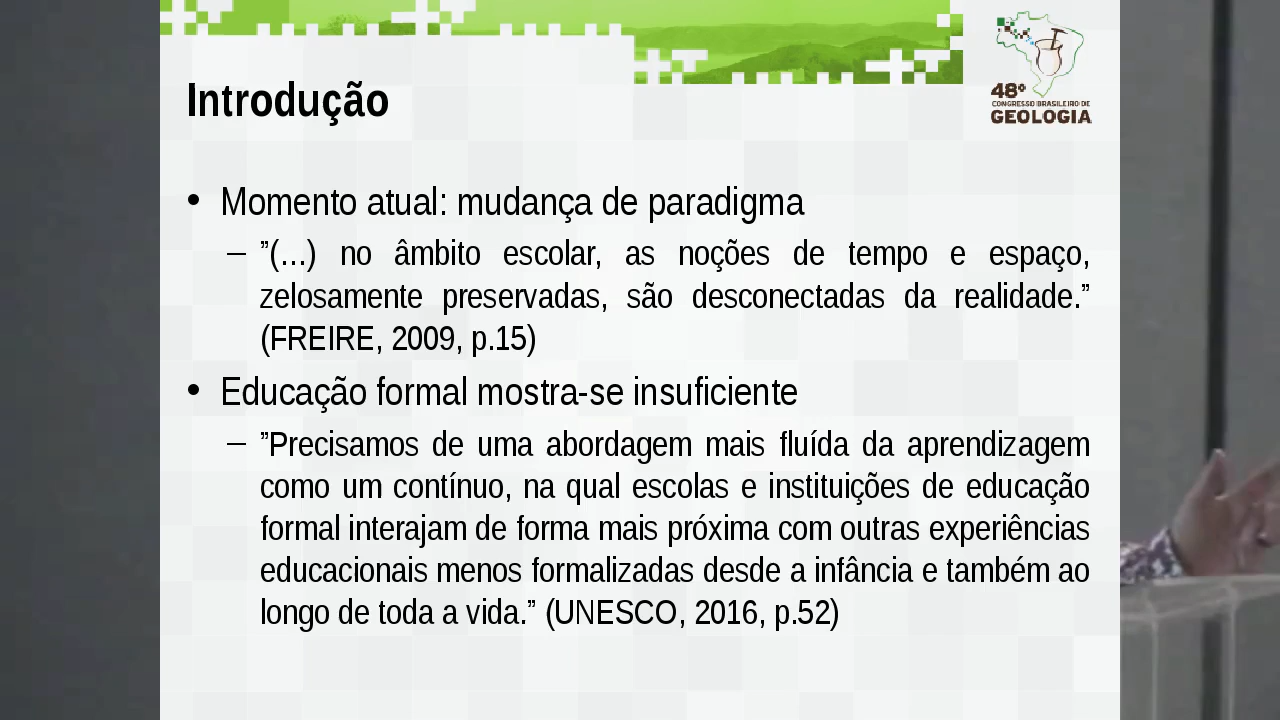 48º
CONGRESSO BRASILEIRO DE
GEOLOGIA
Introdução
• Momento atual: mudança de paradigma
– ”(…) no âmbito escolar, as noções de tempo e espaço,
zelosamente preservadas, são desconectadas da realidade.”
(FREIRE, 2009, p.15)
• Educação formal mostra-se insuficiente
– ”Precisamos de uma abordagem mais fluída da aprendizagem
como um contínuo, na qual escolas e instituições de educação
formal interajam de forma mais próxima com outras experiências
educacionais menos formalizadas desde a infância e também ao
longo de toda a vida.” (UNESCO, 2016, p.52)